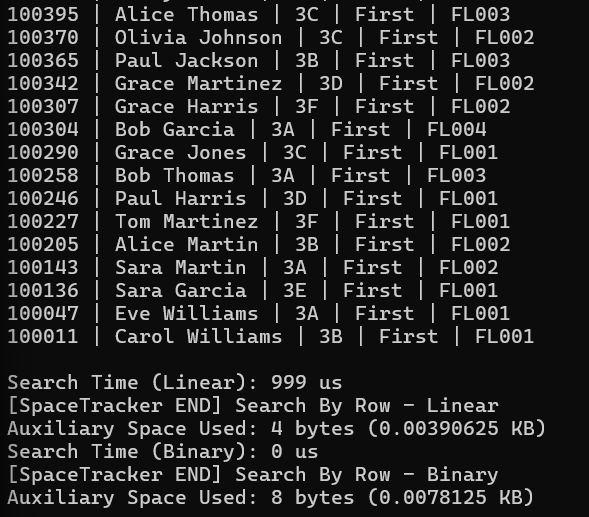 100395 | Alice Thomas | 3C | First | FL003
100370 | Olivia Johnson | 3C | First | FL002
100365 | Paul Jackson | 3B | First | FL003
100342 | Grace Martinez | 3D | First | FL002
100307 | Grace Harris | 3F | First | FL002
100304 | Bob Garcia | 3A | First | FL004
100290 | Grace Jones | 3C | First | FL001
100258 | Bob Thomas | 3A | First | FL003
100246 | Paul Harris | 3D | First | FL001
100227 | Tom Martinez | 3F | First | FL001
100205 | Alice Martin | 3B | First | FL002
100143 | Sara Martin | 3A | First | FL002
100136 | Sara Garcia | 3E | First | FL001
100047 | Eve Williams | 3A | First | FL001
100011 | Carol Williams | 3B | First | FL001
Search Time (Linear): 999 us
[SpaceTracker END] Search By Row - Linear
Auxiliary Space Used: 4 bytes (0.00390625 KB)
Search Time (Binary): 0 us
[SpaceTracker END] Search By Row - Binary
Auxiliary Space Used: 8 bytes (0.0078125 KB)